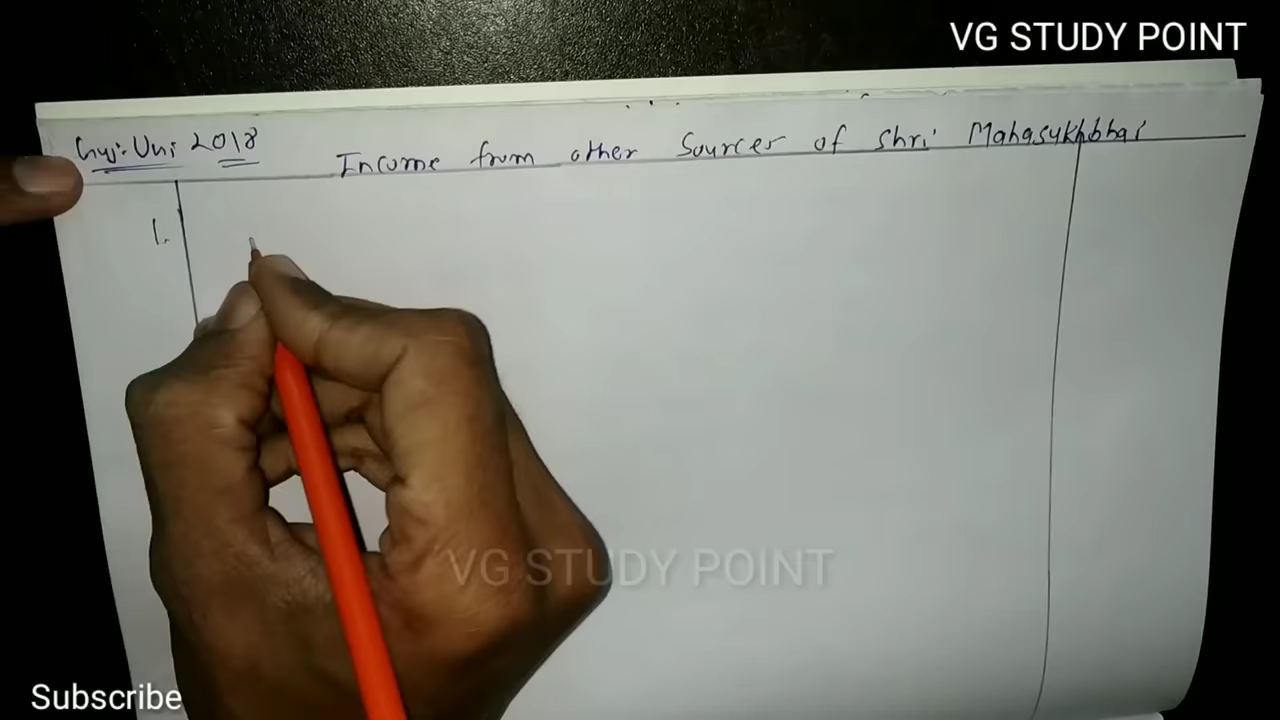 VG STUDY POINT
Guj. Uni 2018
Income from other Sources of Shri Mahasukhbhai
1.
VG STUDY POINT
Subscribe